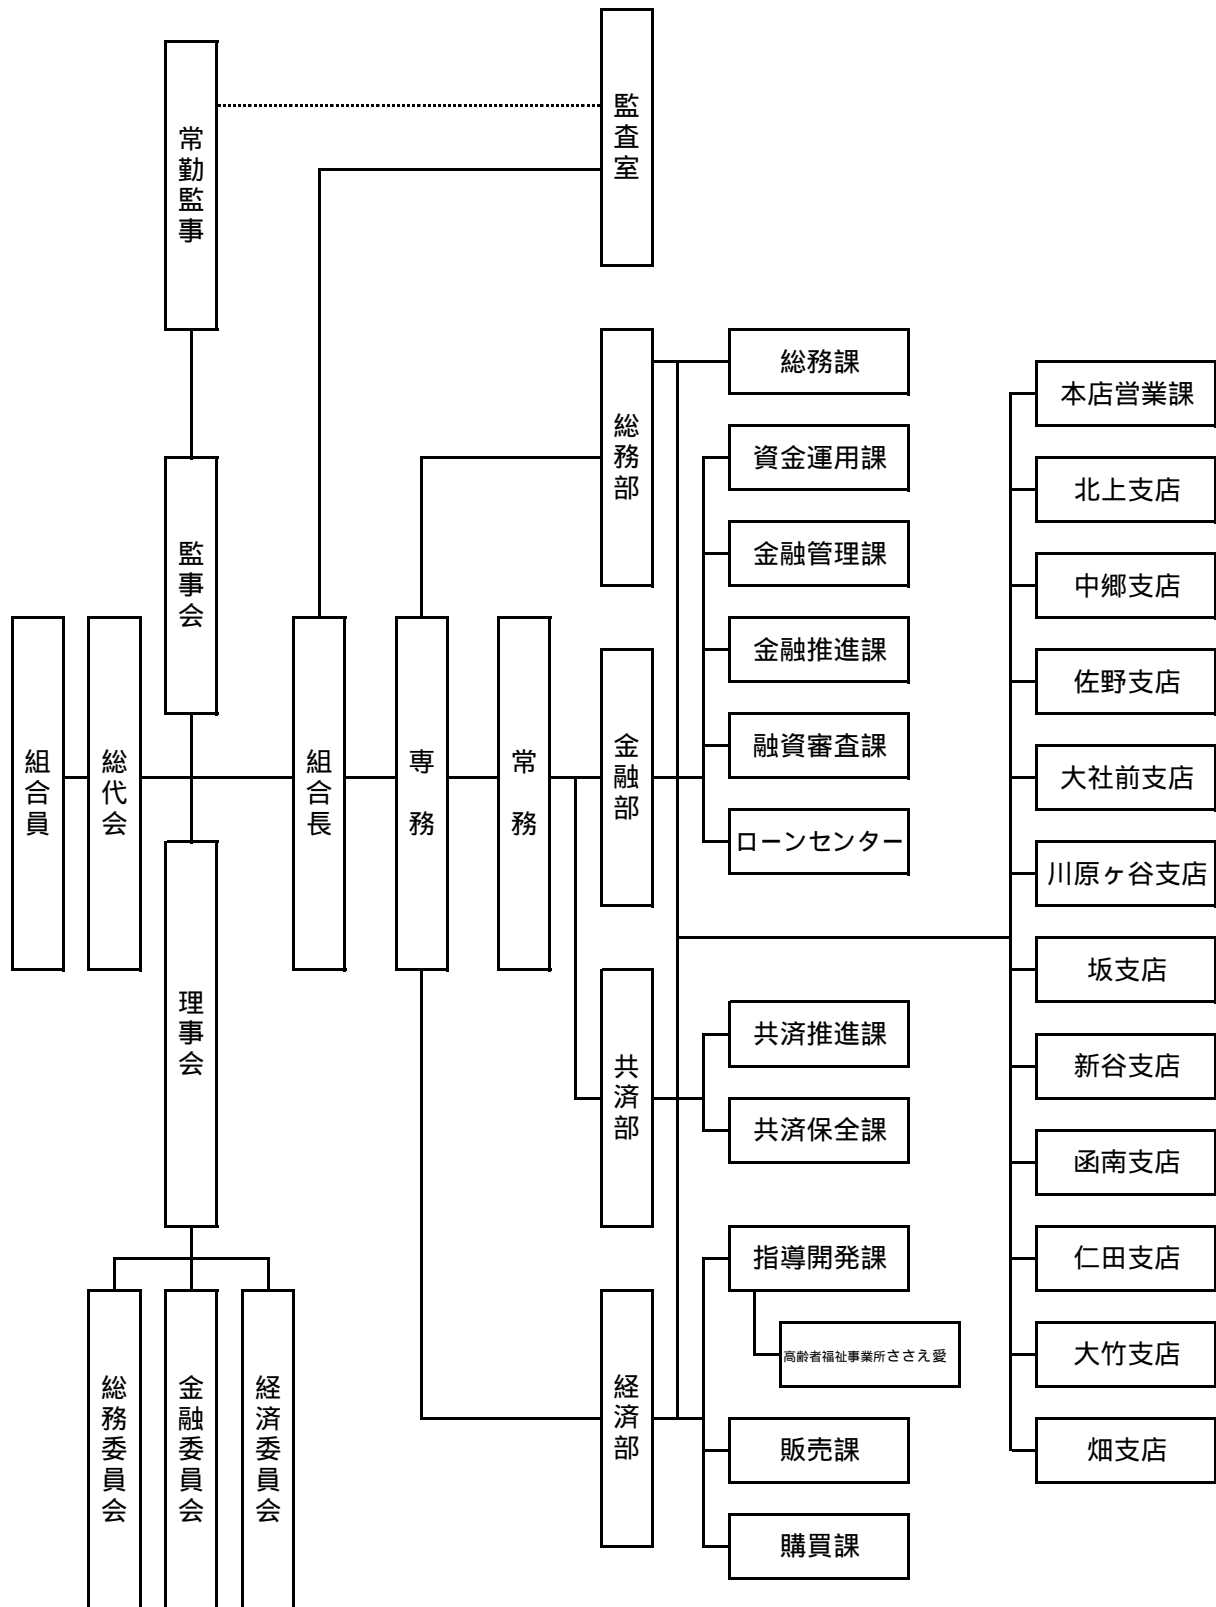 監査室
常勤監事
総務部
総務課
本店営業課
資金運用課
北上支店
監事会
金融管理課
中郷支店
組合員
総代会
組合長
専務
常務
金融部
金融推進課
佐野支店
融資審査課
大社前支店
ローンセンター
川原ヶ谷支店
理事会
坂支店
共済部
共済推進課
新谷支店
共済保全課
函南支店
指導開発課
仁田支店
高齢者福祉事業所ささえ愛
大竹支店
総務委員会
金融委員会
経済委員会
経済部
販売課
畑支店
購買課